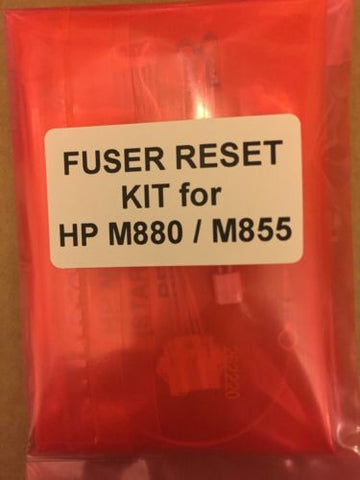 FUSER RESET
KIT for
HP M880 / M855